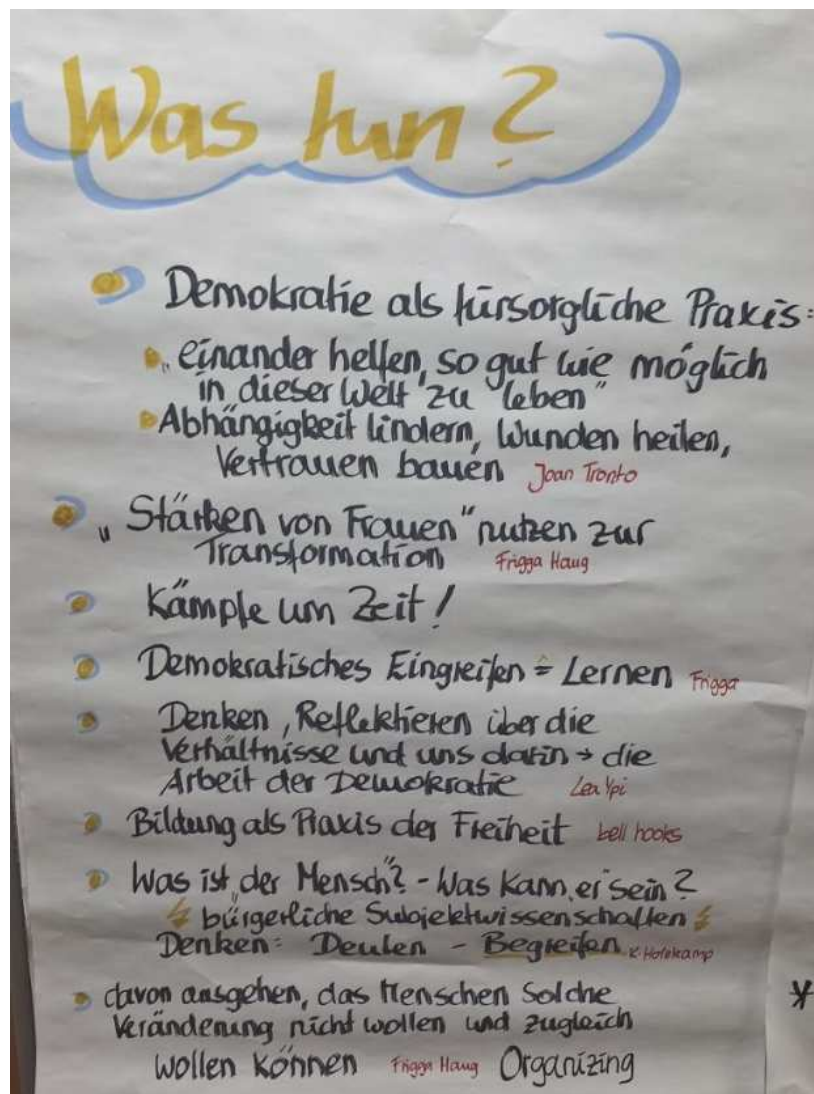 Was tun?
Demokratie als fürsorgliche Praxis:
„einander helfen, so gut wie möglich
in dieser Welt zu leben"
Abhängigkeit lindern, Wunden heilen,
Vertrauen bauen Joan Tronto
„Stärken von Frauen" nutzen zur
Transformation Frigga Haug
Kämpfe um Zeit!
Demokratisches Eingreifen = Lernen Frigga
Denken, Reflektieren über die
Verhältnisse und uns darin → die
Arbeit der Demokratie Lea Ypi
Bildung als Praxis der Freiheit bell hooks
Was ist „der Mensch"? - Was kann „er" sein?
bürgerliche Subjektwissenschaften
Denken: Deuten - Begreifen K. Holzkamp
davon ausgehen, das Menschen solche
Veränderung nicht wollen und zugleich
wollen können Frigga Haug Organizing
*